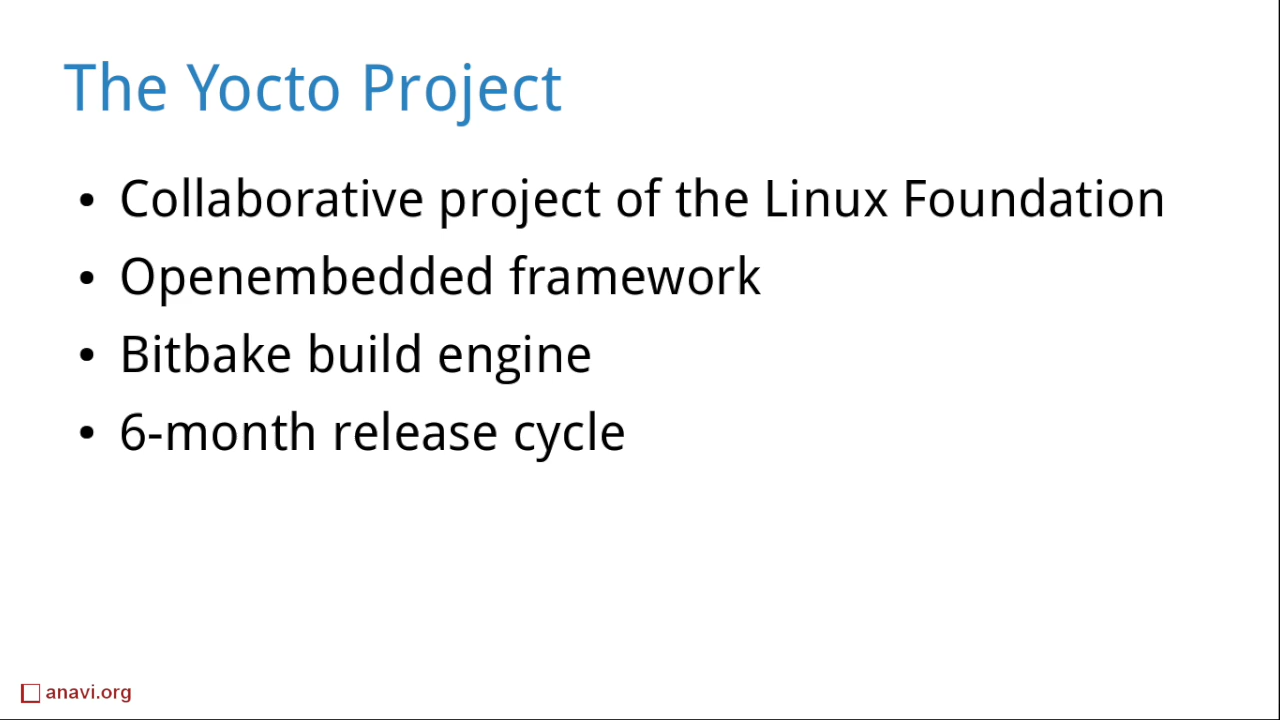 The Yocto Project
• Collaborative project of the Linux Foundation
• Openembedded framework
• Bitbake build engine
• 6-month release cycle
anavi.org